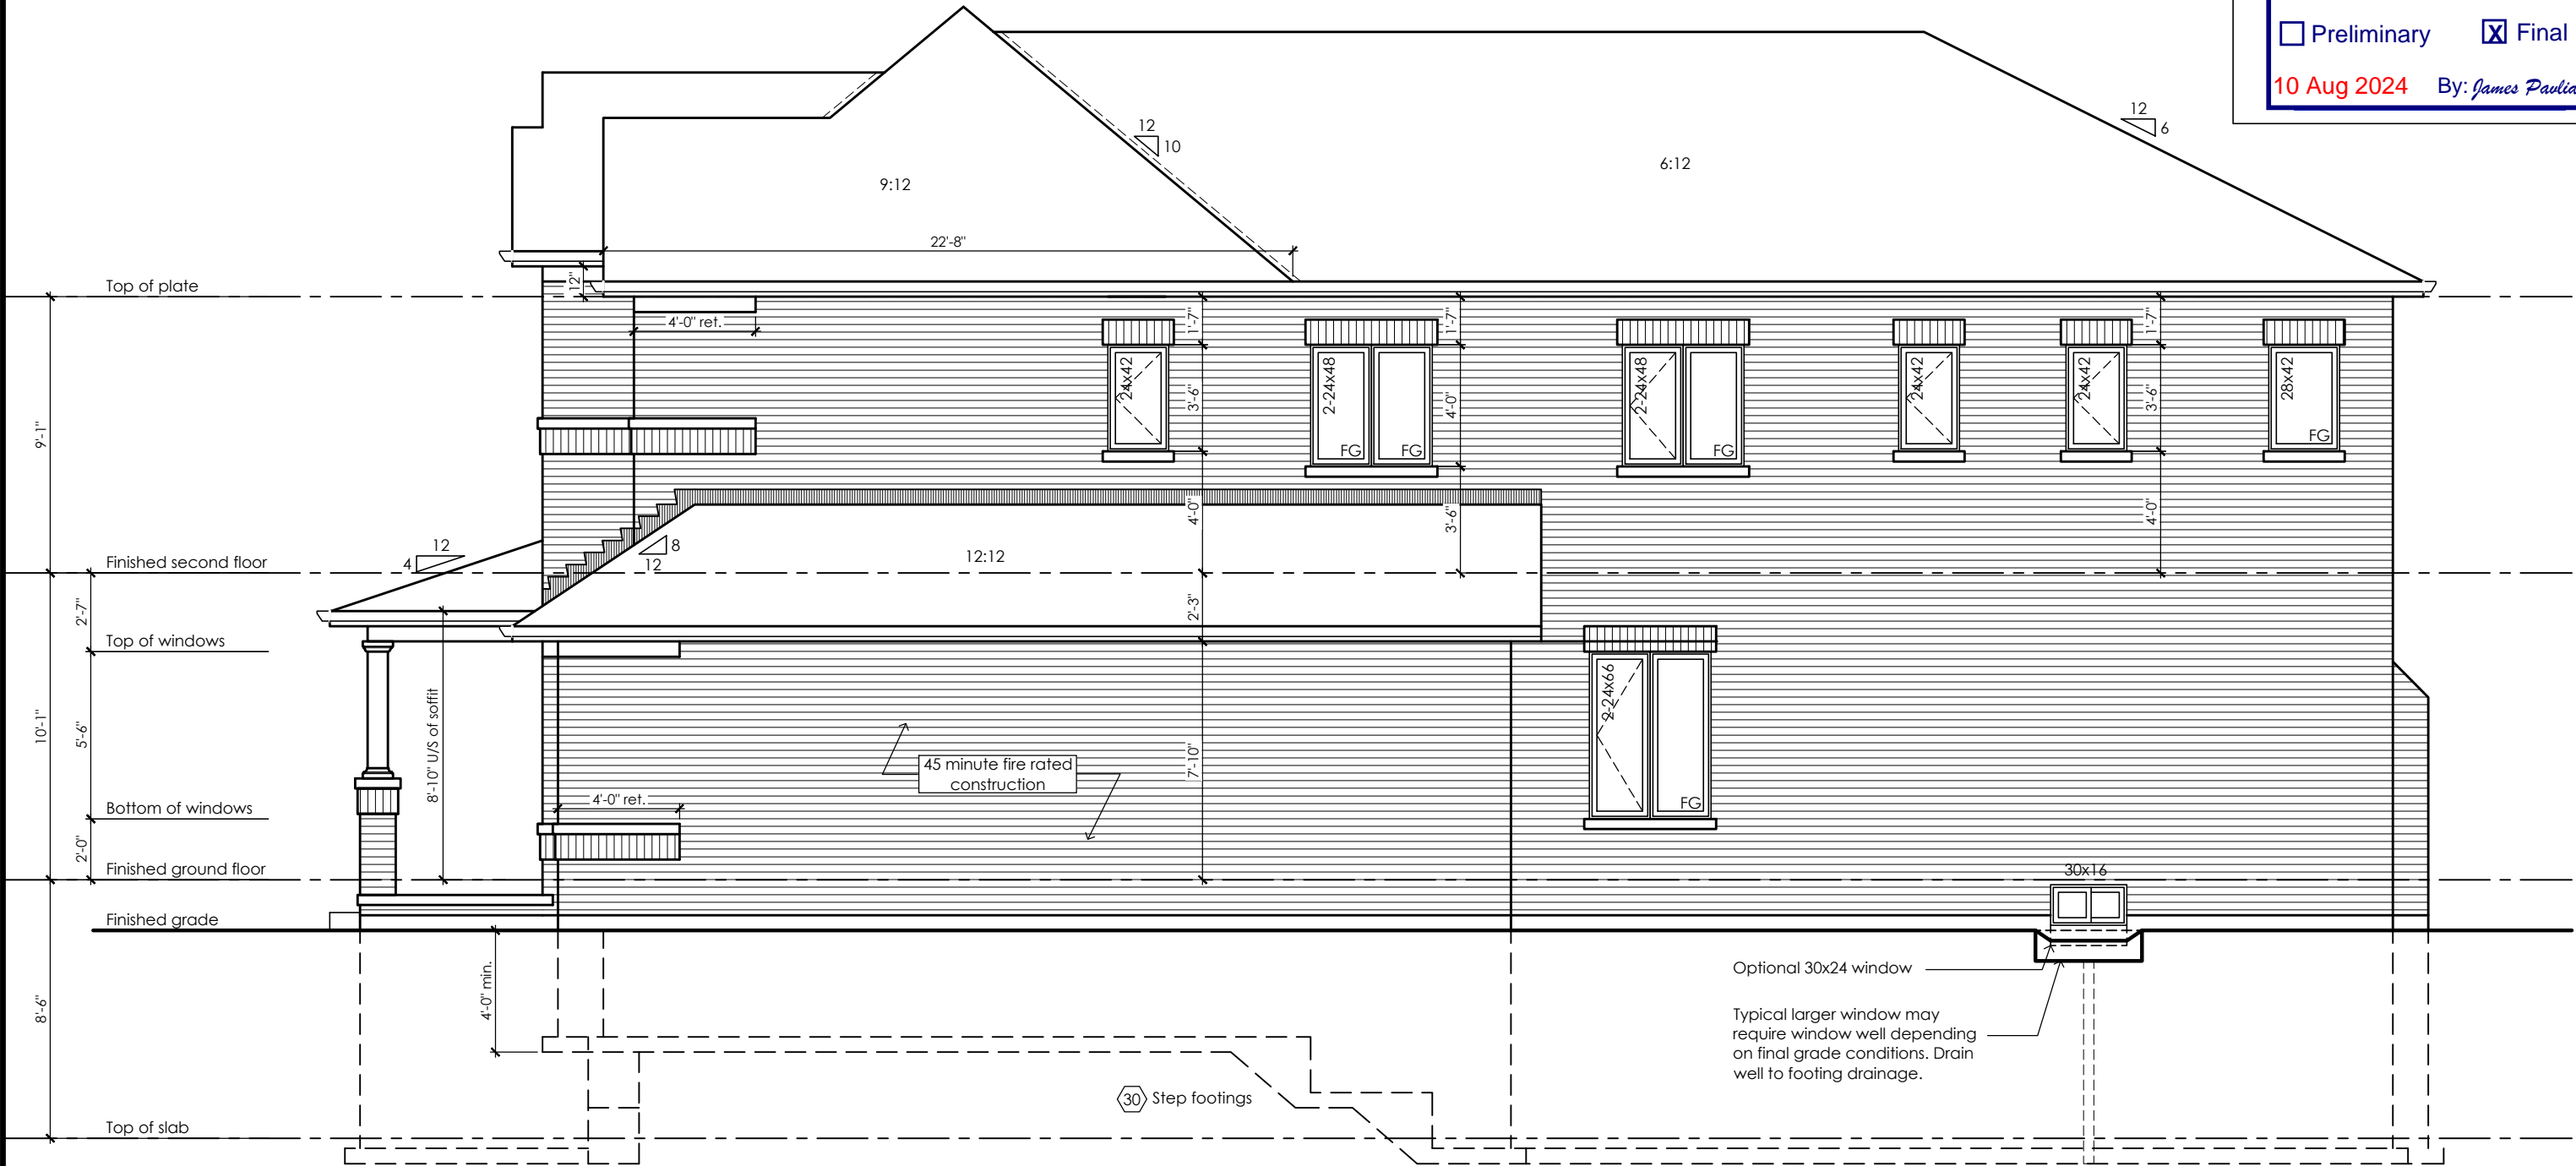 Preliminary
X Final
10 Aug 2024
By: James
12
10
12
6
9:12
6:12
22'-8"
12"
Top of plate
4'-0" ret.
1'-7"
1'-7"
1'-7"
24x42
2-24x48
2-24x48
24x42
24x42
28x42
FG
FG
FG
FG
3'-6"
4'-0"
3'-6"
9'-1"
4'-0"
3'-6"
4'-0"
12
4
8
12
12:12
Finished second floor
2'-7"
2'-3"
Top of windows
10'-1"
5'-6"
8'-10" U/S of soffit
2-24x66
FG
45 minute fire rated
construction
7'-10"
4'-0" ret.
Bottom of windows
2'-0"
Finished ground floor
30x16
Finished grade
4'-0" min.
8'-6"
Optional 30x24 window
Typical larger window may
require window well depending
on final grade conditions. Drain
well to footing drainage.
30 Step footings
Top of slab